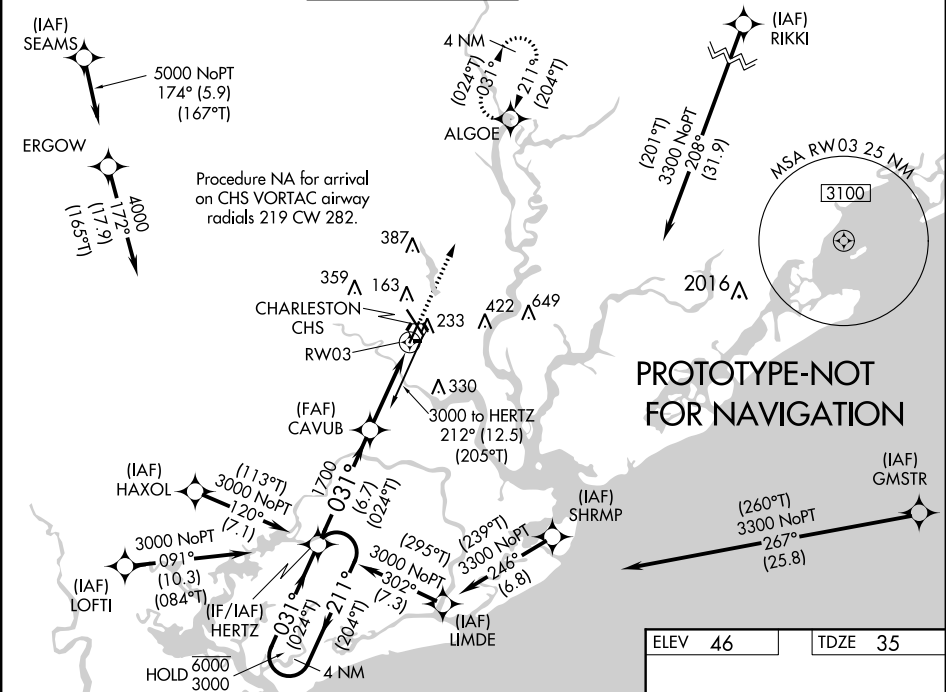 (IAF)
SEAMS
5000 NoPT
174° (5.9)
(167°T)
ERGOW
4000
172°
(17.9)
(165°T)
Procedure NA for arrival
on CHS VORTAC airway
radials 219 CW 282.
4 NM
031°
(024°T)
211°
(204°T)
ALGOE
(IAF)
RIKKI
(201°T)
3300 NoPT
208°
(31.9)
MSA RW03 25 NM
3100
387
359
163
CHARLESTON
CHS
RW03
233
422
649
2016
330
3000 to HERTZ
212° (12.5)
(205°T)
PROTOTYPE-NOT
FOR NAVIGATION
(FAF)
CAVUB
1700
031°
(6.7)
(024°T)
(IAF)
HAXOL
(113°T)
3000 NoPT
120°
(7.1)
3000 NoPT
091°
(10.3)
(084°T)
(IAF)
LOFTI
(IF/IAF)
HERTZ
031°
(024°T)
211°
(204°T)
HOLD 6000
3000
4 NM
(295°T)
3000 NoPT
302°
(7.3)
(IAF)
LIMDE
(239°T)
3300 NoPT
246°
(6.8)
(IAF)
SHRMP
(260°T)
3300 NoPT
267°
(25.8)
(IAF)
GMSTR
ELEV 46
TDZE 35